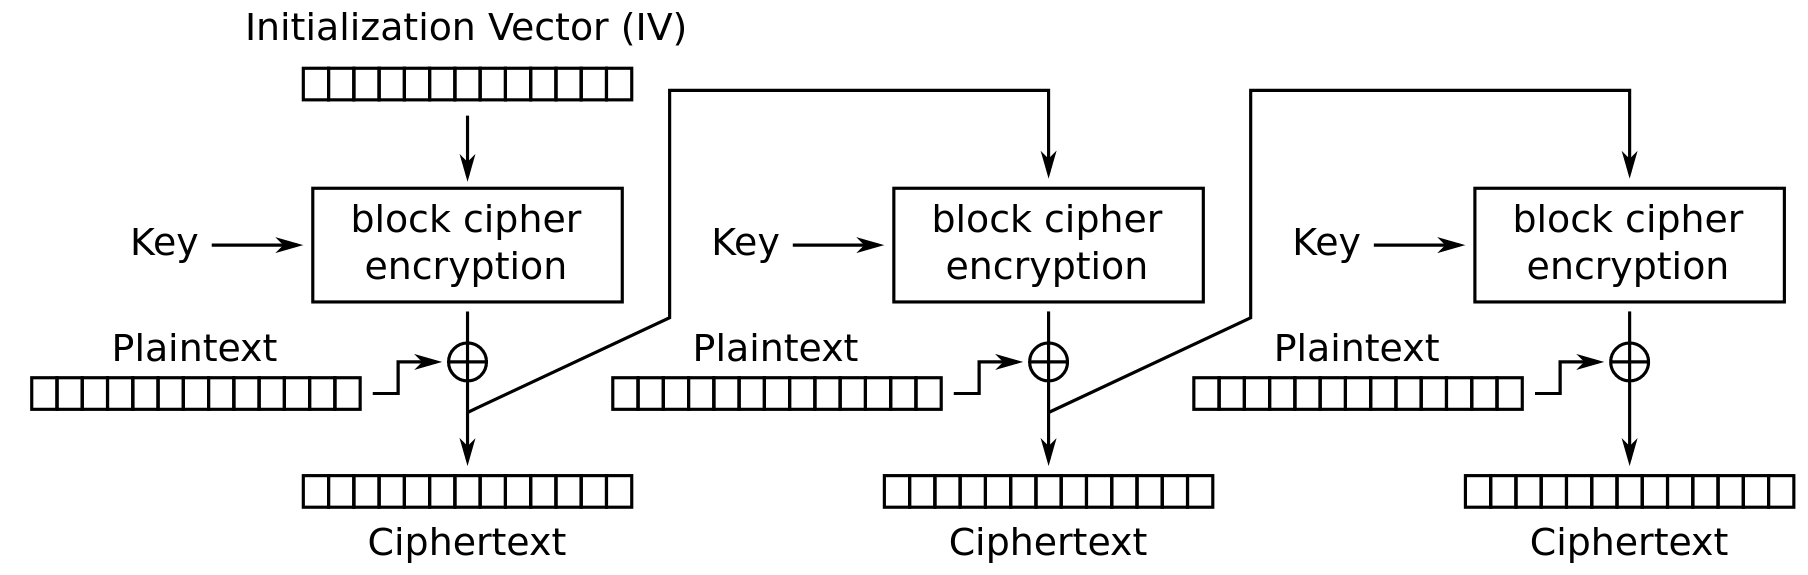 Initialization Vector (IV)
Key
block cipher
encryption
Key
block cipher
encryption
Key
block cipher
encryption
Plaintext
Plaintext
Plaintext
Ciphertext
Ciphertext
Ciphertext